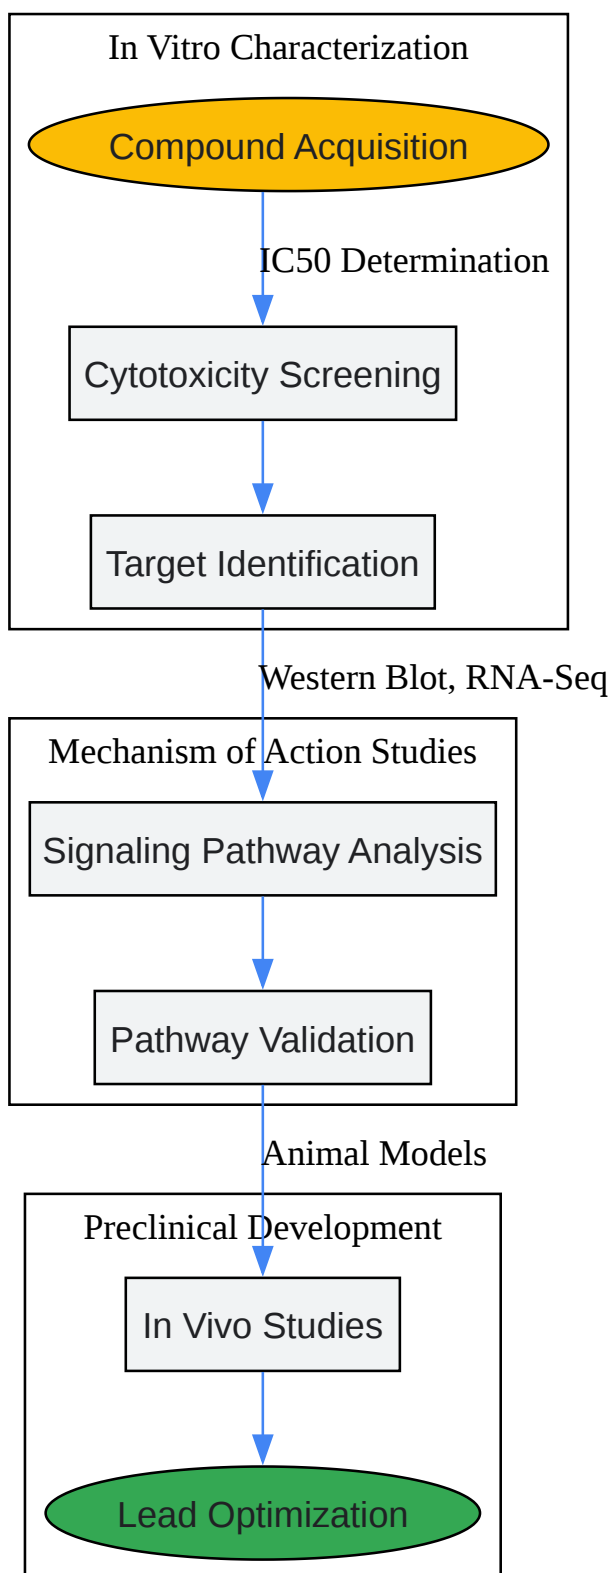 In Vitro Characterization
Compound Acquisition
IC50 Determination
Cytotoxicity Screening
Target Identification
Western Blot, RNA-Seq
Mechanism of Action Studies
Signaling Pathway Analysis
Pathway Validation
Animal Models
Preclinical Development
In Vivo Studies
Lead Optimization